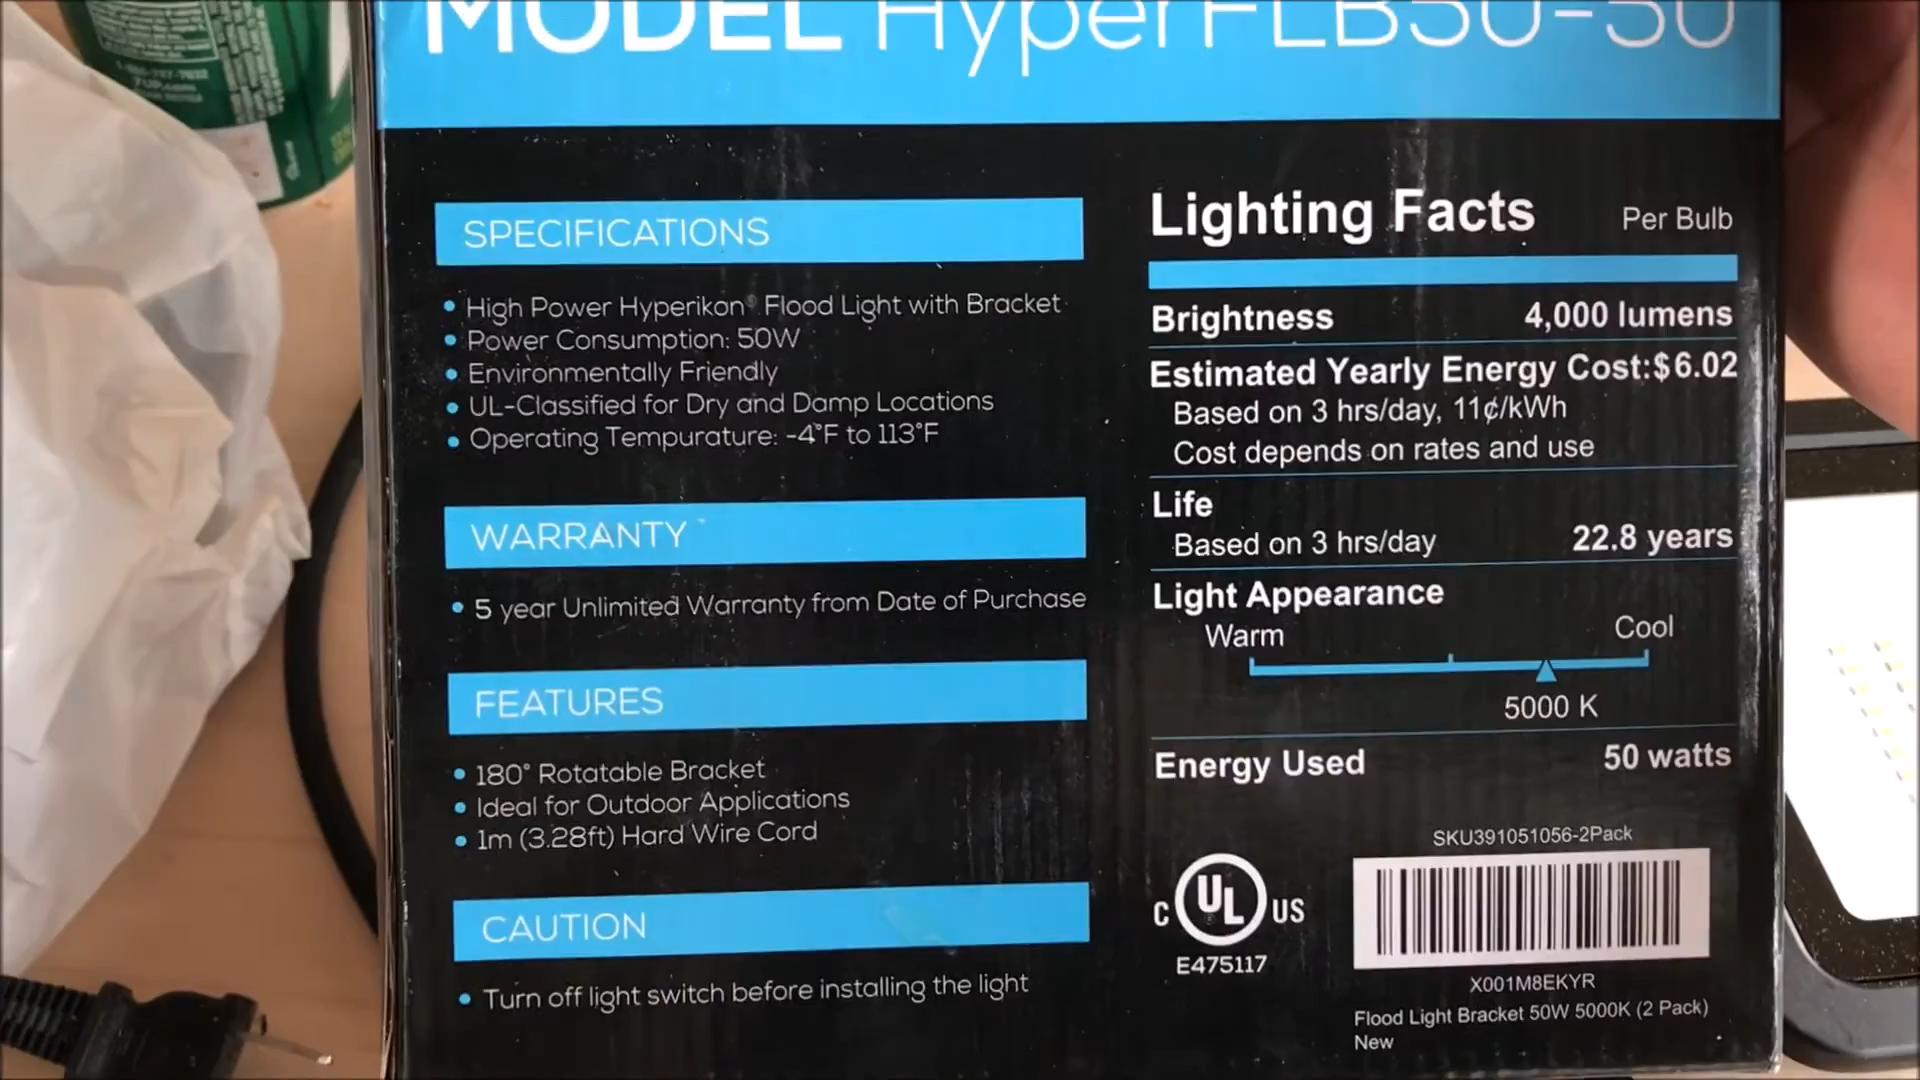 MODEL HyperFLB50-50
SPECIFICATIONS
• High Power Hyperikon® Flood Light with Bracket
• Power Consumption: 50W
• Environmentally Friendly
• UL-Classified for Dry and Damp Locations
• Operating Tempurature: -4°F to 113°F
WARRANTY
• 5 year Unlimited Warranty from Date of Purchase
FEATURES
• 180° Rotatable Bracket
• Ideal for Outdoor Applications
• 1m (3.28ft) Hard Wire Cord
CAUTION
• Turn off light switch before installing the light
Lighting Facts Per Bulb
Brightness 4,000 lumens
Estimated Yearly Energy Cost:$6.02
Based on 3 hrs/day, 11¢/kWh
Cost depends on rates and use
Life
Based on 3 hrs/day 22.8 years
Light Appearance
Warm Cool
5000 K
Energy Used 50 watts
SKU391051056-2Pack
C UL US
E475117
X001M8EKYR
Flood Light Bracket 50W 5000K (2 Pack)
New